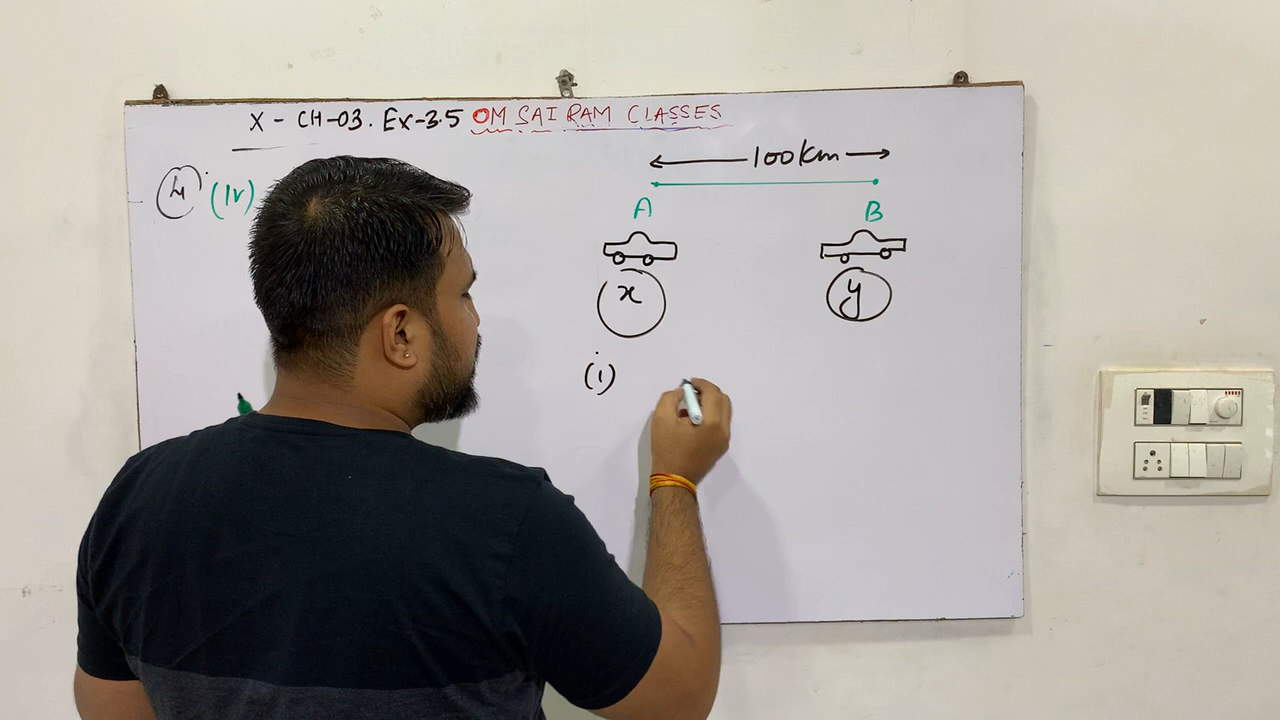 X - CH-03. Ex-3.5 OM SAI RAM CLASSES
4 (iv)
100km
A B
x y
(i)